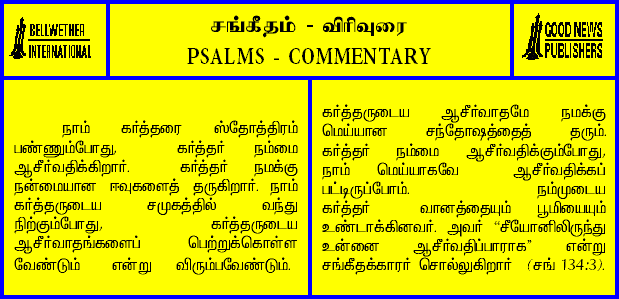 BELLWETHER
INTERNATIONAL
சங்கீதம் - விரிவுரை
PSALMS - COMMENTARY
GOOD NEWS
PUBLISHERS
நாம் கர்த்தரை ஸ்தோத்திரம்
பண்ணும்போது, கர்த்தர் நம்மை
ஆசீர்வதிக்கிறார். கர்த்தர் நமக்கு
நன்மையான ஈவுகளைத் தருகிறார். நாம்
கர்த்தருடைய சமுகத்தில் வந்து
நிற்கும்போது, கர்த்தருடைய
ஆசீர்வாதங்களைப் பெற்றுக்கொள்ள
வேண்டும் என்று விரும்பவேண்டும்.
கர்த்தருடைய ஆசீர்வாதமே நமக்கு
மெய்யான சந்தோஷத்தைத் தரும்.
கர்த்தர் நம்மை ஆசீர்வதிக்கும்போது,
நாம் மெய்யாகவே ஆசீர்வதிக்கப்
பட்டிருப்போம். நம்முடைய
கர்த்தர் வானத்தையும் பூமியையும்
உண்டாக்கினவர். அவர் "சீயோனிலிருந்து
உன்னை ஆசீர்வதிப்பாராக" என்று
சங்கீதக்காரர் சொல்லுகிறார் (சங் 134:3).